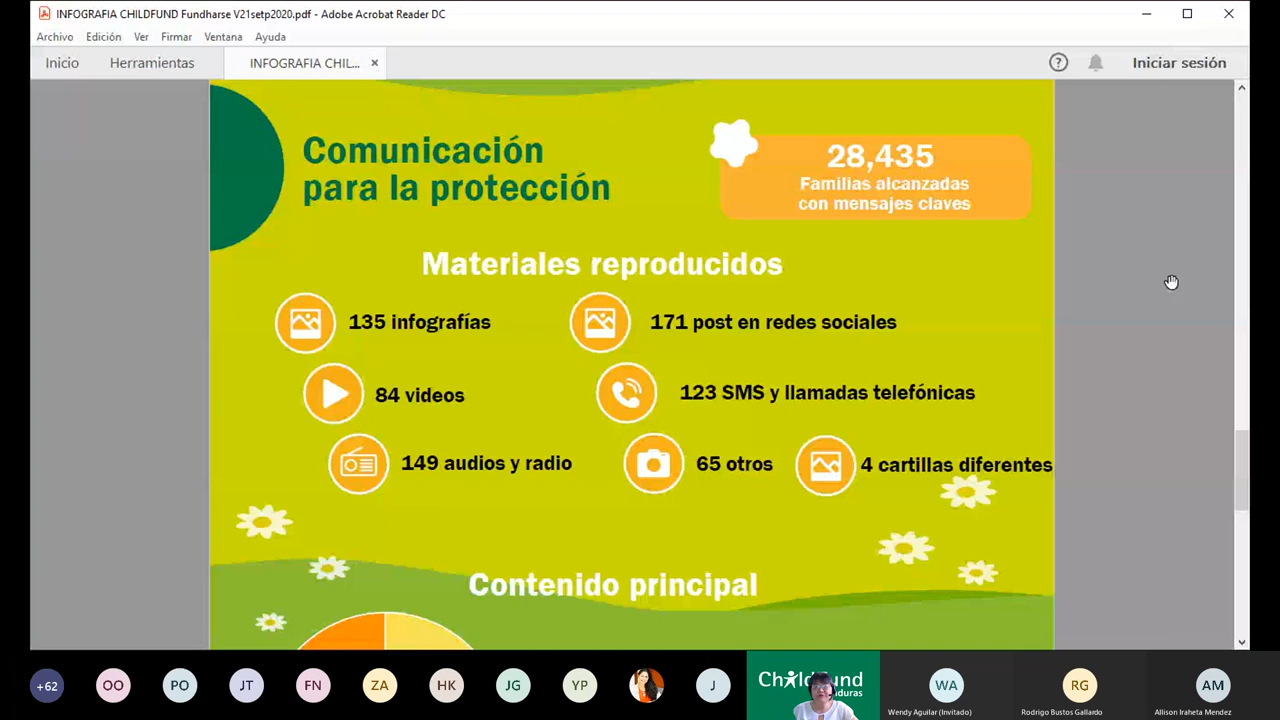 INFOGRAFIA CHILDFUND Fundharse V21setp2020.pdf - Adobe Acrobat Reader DC
Archivo Edición Ver Firmar Ventana Ayuda
Inicio Herramientas INFOGRAFIA CHIL... × ? Iniciar sesión
Comunicación
para la protección
28,435
Familias alcanzadas
con mensajes claves
Materiales reproducidos
135 infografías
171 post en redes sociales
84 videos
123 SMS y llamadas telefónicas
149 audios y radio
65 otros
4 cartillas diferentes
Contenido principal
+62 OO PO JT FN ZA HK JG YP J
ChildFund
WA
Wendy Aguilar (Invitado)
RG
Rodrigo Bustos Gallardo
AM
Allison Iraheta Mendez